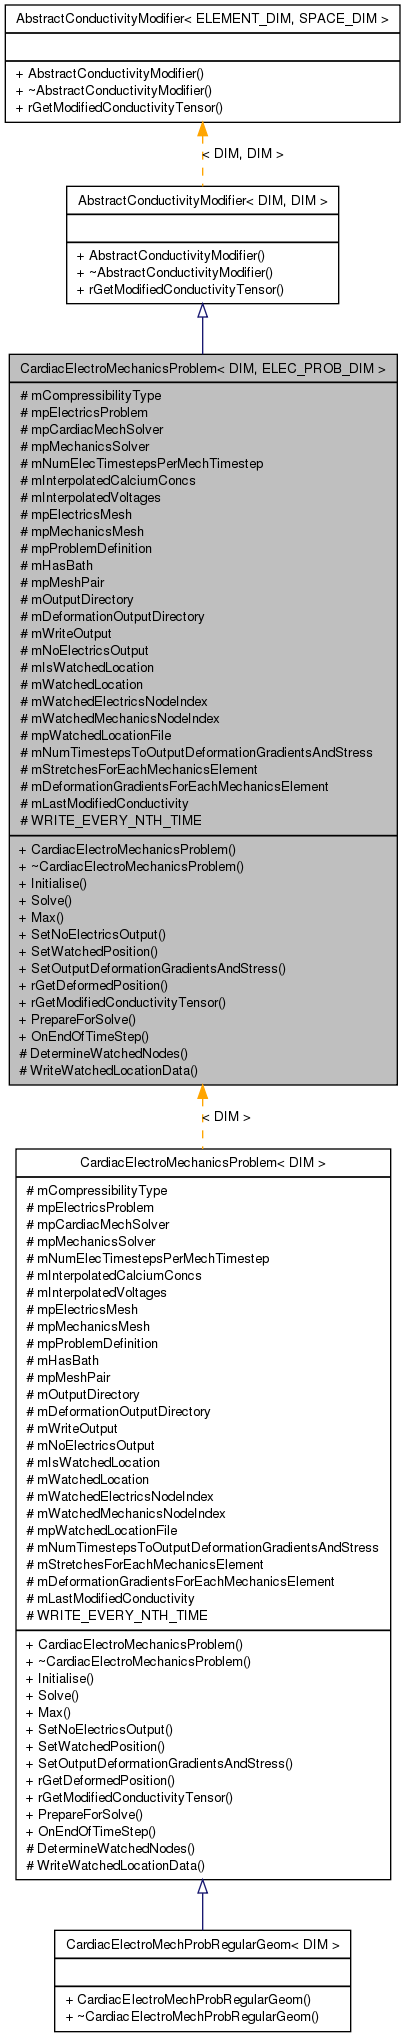 AbstractConductivityModifier< ELEMENT_DIM, SPACE_DIM >
+ AbstractConductivityModifier()
+ ~AbstractConductivityModifier()
+ rGetModifiedConductivityTensor()
< DIM, DIM >
AbstractConductivityModifier< DIM, DIM >
+ AbstractConductivityModifier()
+ ~AbstractConductivityModifier()
+ rGetModifiedConductivityTensor()
CardiacElectroMechanicsProblem< DIM, ELEC_PROB_DIM >
# mCompressibilityType
# mpElectricsProblem
# mpCardiacMechSolver
# mpMechanicsSolver
# mNumElecTimestepsPerMechTimestep
# mInterpolatedCalciumConcs
# mInterpolatedVoltages
# mpElectricsMesh
# mpMechanicsMesh
# mpProblemDefinition
# mHasBath
# mpMeshPair
# mOutputDirectory
# mDeformationOutputDirectory
# mWriteOutput
# mNoElectricsOutput
# mIsWatchedLocation
# mWatchedLocation
# mWatchedElectricsNodeIndex
# mWatchedMechanicsNodeIndex
# mpWatchedLocationFile
# mNumTimestepsToOutputDeformationGradientsAndStress
# mStretchesForEachMechanicsElement
# mDeformationGradientsForEachMechanicsElement
# mLastModifiedConductivity
# WRITE_EVERY_NTH_TIME
+ CardiacElectroMechanicsProblem()
+ ~CardiacElectroMechanicsProblem()
+ Initialise()
+ Solve()
+ Max()
+ SetNoElectricsOutput()
+ SetWatchedPosition()
+ SetOutputDeformationGradientsAndStress()
+ rGetDeformedPosition()
+ rGetModifiedConductivityTensor()
+ PrepareForSolve()
+ OnEndOfTimeStep()
# DetermineWatchedNodes()
# WriteWatchedLocationData()
< DIM >
CardiacElectroMechanicsProblem< DIM >
# mCompressibilityType
# mpElectricsProblem
# mpCardiacMechSolver
# mpMechanicsSolver
# mNumElecTimestepsPerMechTimestep
# mInterpolatedCalciumConcs
# mInterpolatedVoltages
# mpElectricsMesh
# mpMechanicsMesh
# mpProblemDefinition
# mHasBath
# mpMeshPair
# mOutputDirectory
# mDeformationOutputDirectory
# mWriteOutput
# mNoElectricsOutput
# mIsWatchedLocation
# mWatchedLocation
# mWatchedElectricsNodeIndex
# mWatchedMechanicsNodeIndex
# mpWatchedLocationFile
# mNumTimestepsToOutputDeformationGradientsAndStress
# mStretchesForEachMechanicsElement
# mDeformationGradientsForEachMechanicsElement
# mLastModifiedConductivity
# WRITE_EVERY_NTH_TIME
+ CardiacElectroMechanicsProblem()
+ ~CardiacElectroMechanicsProblem()
+ Initialise()
+ Solve()
+ Max()
+ SetNoElectricsOutput()
+ SetWatchedPosition()
+ SetOutputDeformationGradientsAndStress()
+ rGetDeformedPosition()
+ rGetModifiedConductivityTensor()
+ PrepareForSolve()
+ OnEndOfTimeStep()
# DetermineWatchedNodes()
# WriteWatchedLocationData()
CardiacElectroMechProbRegularGeom< DIM >
+ CardiacElectroMechProbRegularGeom()
+ ~CardiacElectroMechProbRegularGeom()